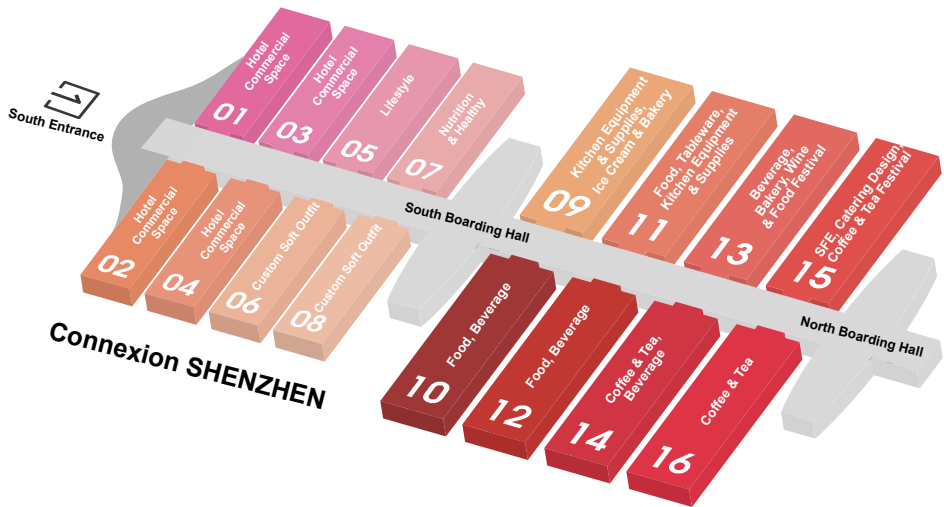 South Entrance
Hotel
Commercial
Space
01
Hotel
Commercial
Space
03
Lifestyle
05
Nutrition
& Healthy
07
Hotel
Commercial
Space
02
Hotel
Commercial
Space
04
Custom Soft Outfit
06
Custom Soft Outfit
08
South Boarding Hall
Connexion SHENZHEN
Kitchen Equipment
& Supplies,
Ice Cream & Bakery
09
Food, Tableware,
Kitchen Equipment
& Supplies
11
Beverage,
Bakery, Wine
& Food Festival
13
SFE, Catering Design,
Coffee & Tea Festival
15
Food, Beverage
10
Food, Beverage
12
Coffee & Tea,
Beverage
14
Coffee & Tea
16
North Boarding Hall